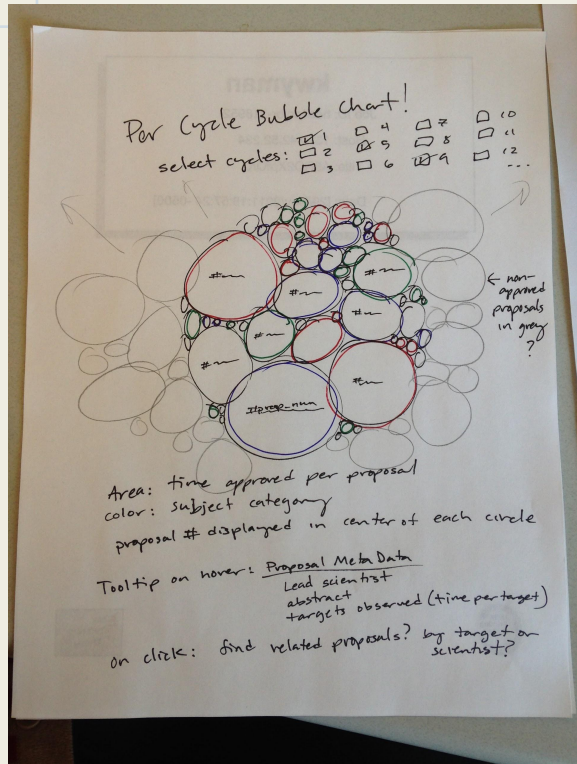 Per Cycle Bubble Chart!
select cycles: 1 4 7 10
2 5 8 11
3 6 9 12
...
← non-
approved
proposals
in grey
?
#
#
#
#
#
#
#
#prop_num
Area: time approved per proposal
color: subject category
proposal # displayed in center of each circle
Tooltip on hover: Proposal MetaData
Lead scientist
abstract
targets observed (time per target)
on click: find related proposals? by target or
scientist?
kwyman